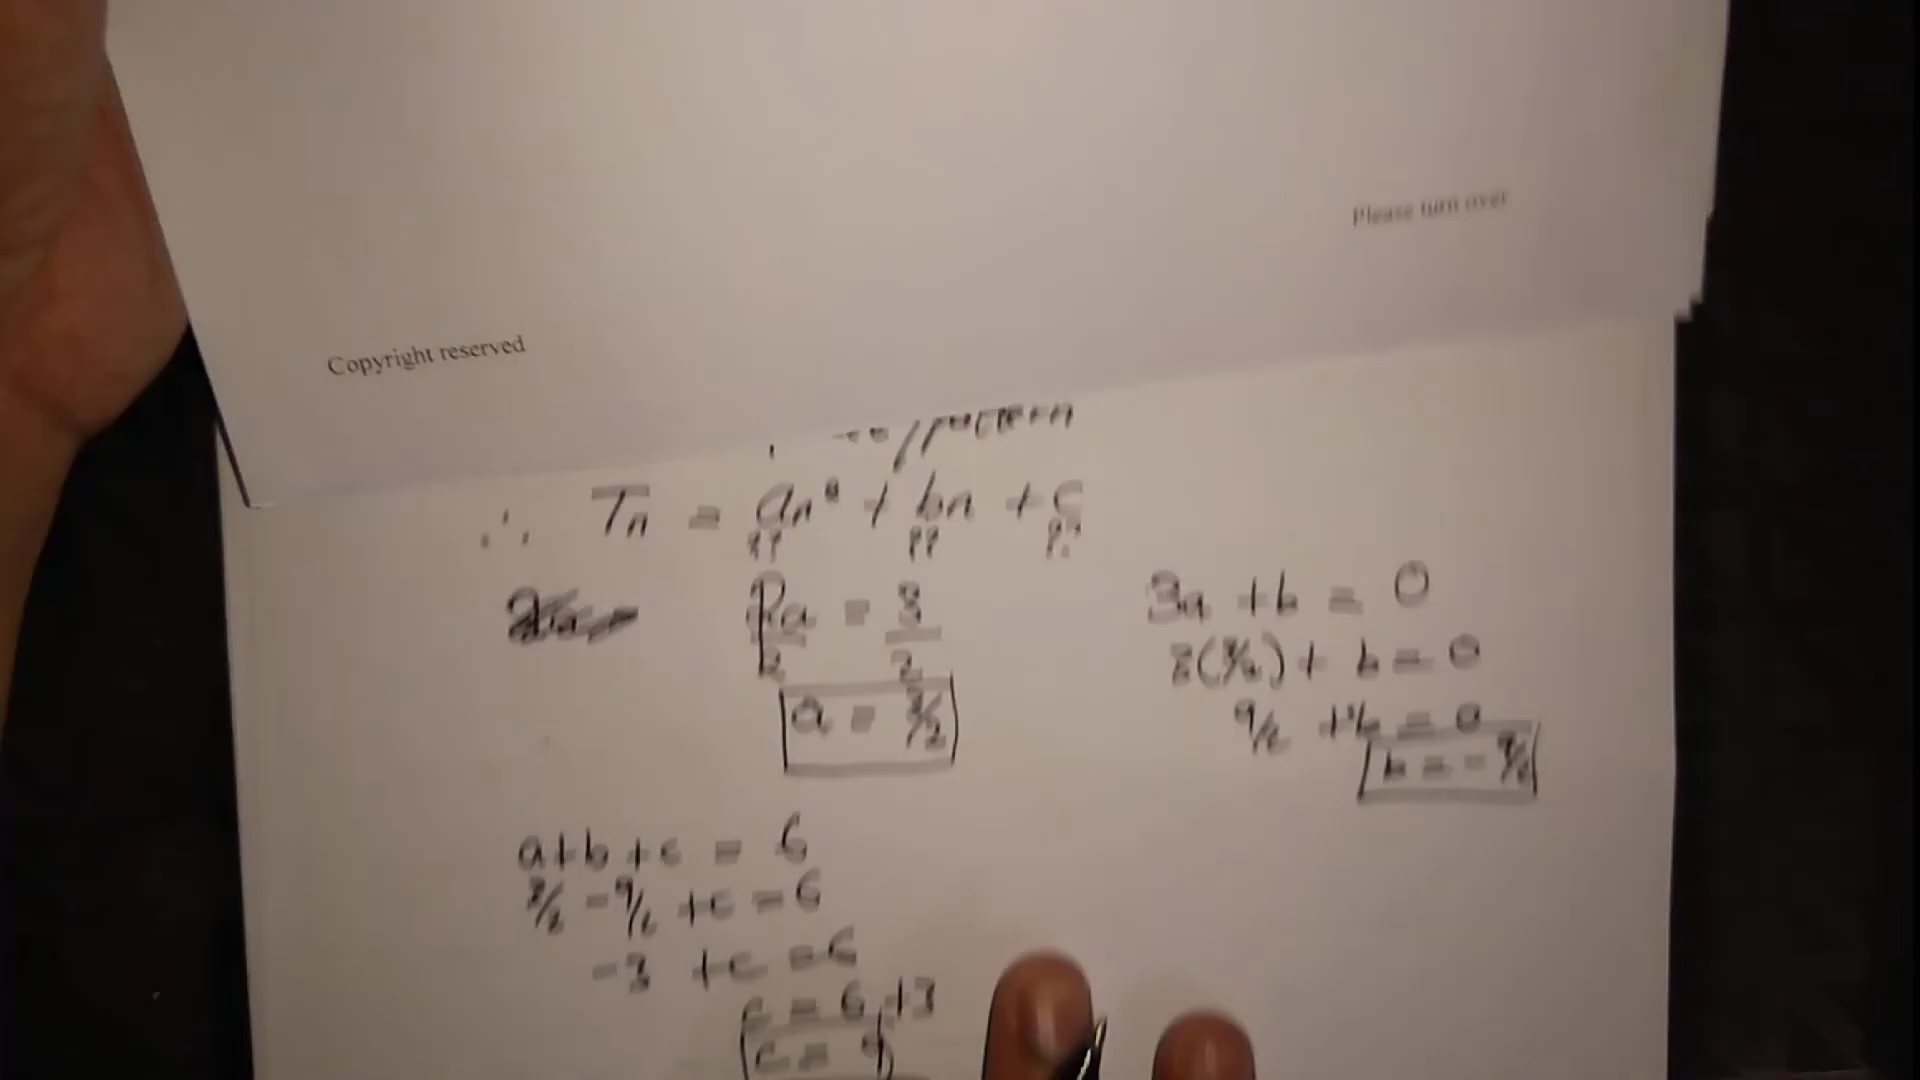 Please turn over
Copyright reserved
pattern
∴ Tn = an² + bn + c
?? ?? ??
2a = 3
2 2
a = 3/2
3a + b = 0
3(3/2) + b = 0
9/2 + b = 0
b = -9/2
a+b+c = 6
3/2 - 9/2 + c = 6
-3 + c = 6
c = 6+3
c = 9